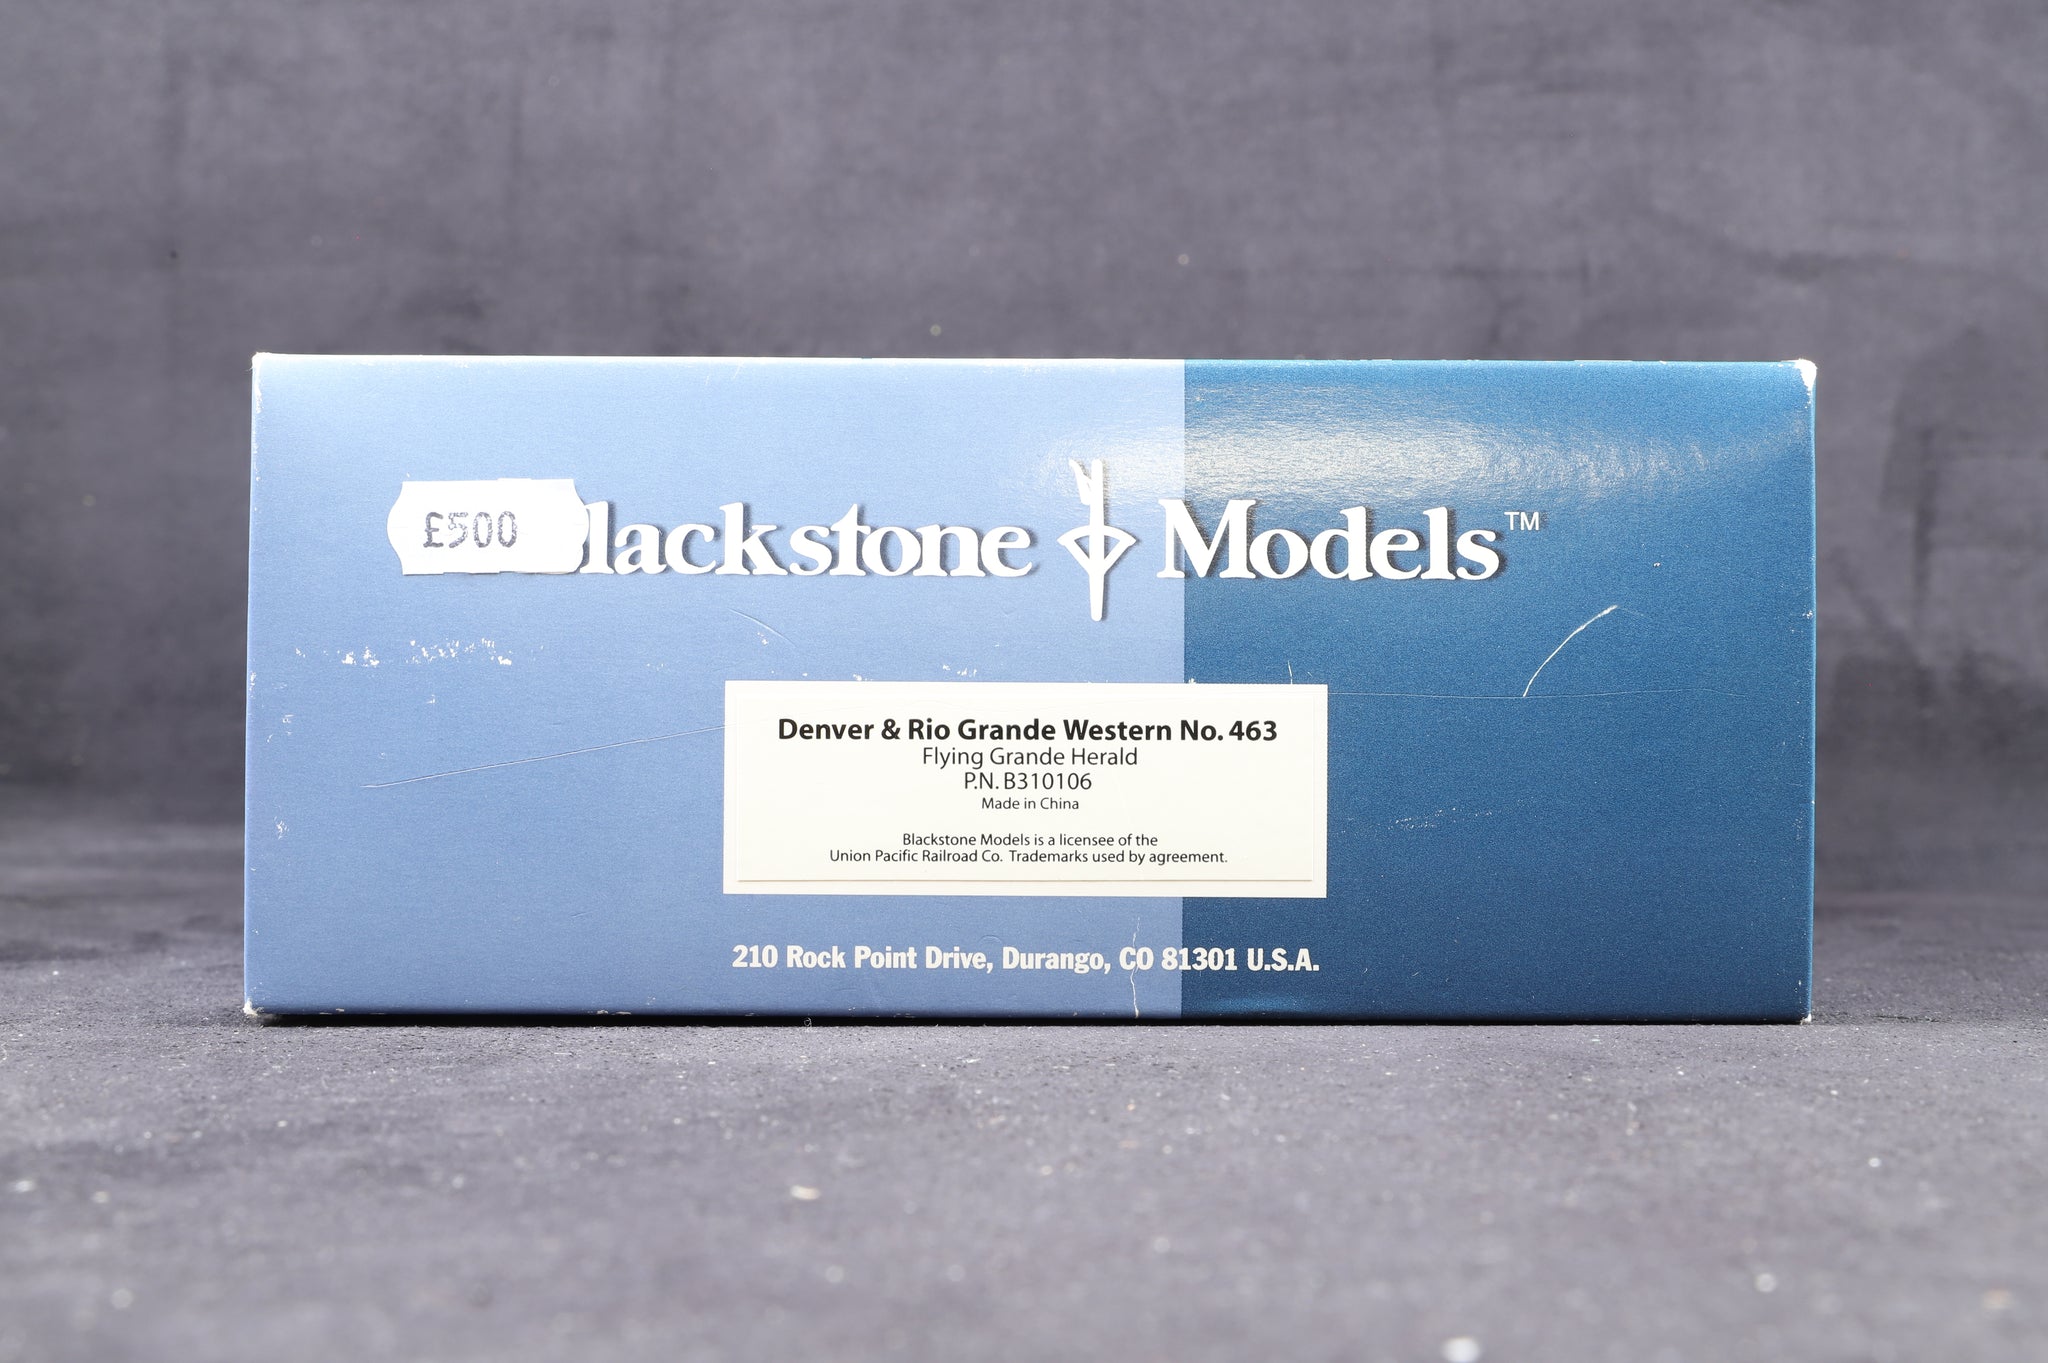 £500
lackstone Models™
Denver & Rio Grande Western No. 463
Flying Grande Herald
P.N. B310106
Made in China
Blackstone Models is a licensee of the
Union Pacific Railroad Co. Trademarks used by agreement.
210 Rock Point Drive, Durango, CO 81301 U.S.A.